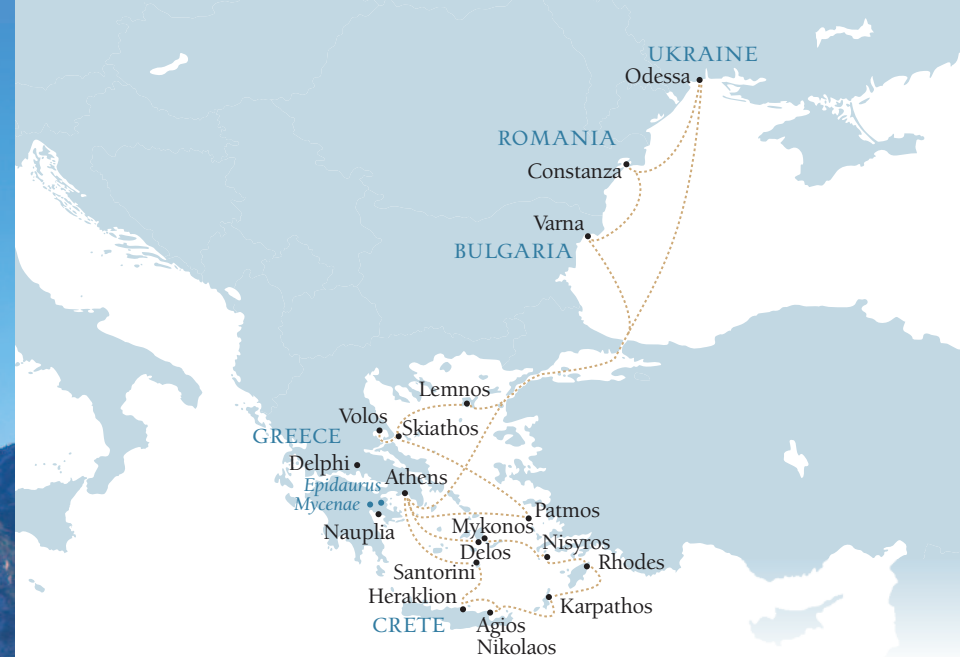 UKRAINE
Odessa
ROMANIA
Constanza
Varna
BULGARIA
Lemnos
Volos
Skiathos
GREECE
Delphi
Athens
Epidaurus
Mycenae
Patmos
Nauplia
Mykonos
Delos
Nisyros
Rhodes
Santorini
Heraklion
Karpathos
CRETE
Agios
Nikolaos